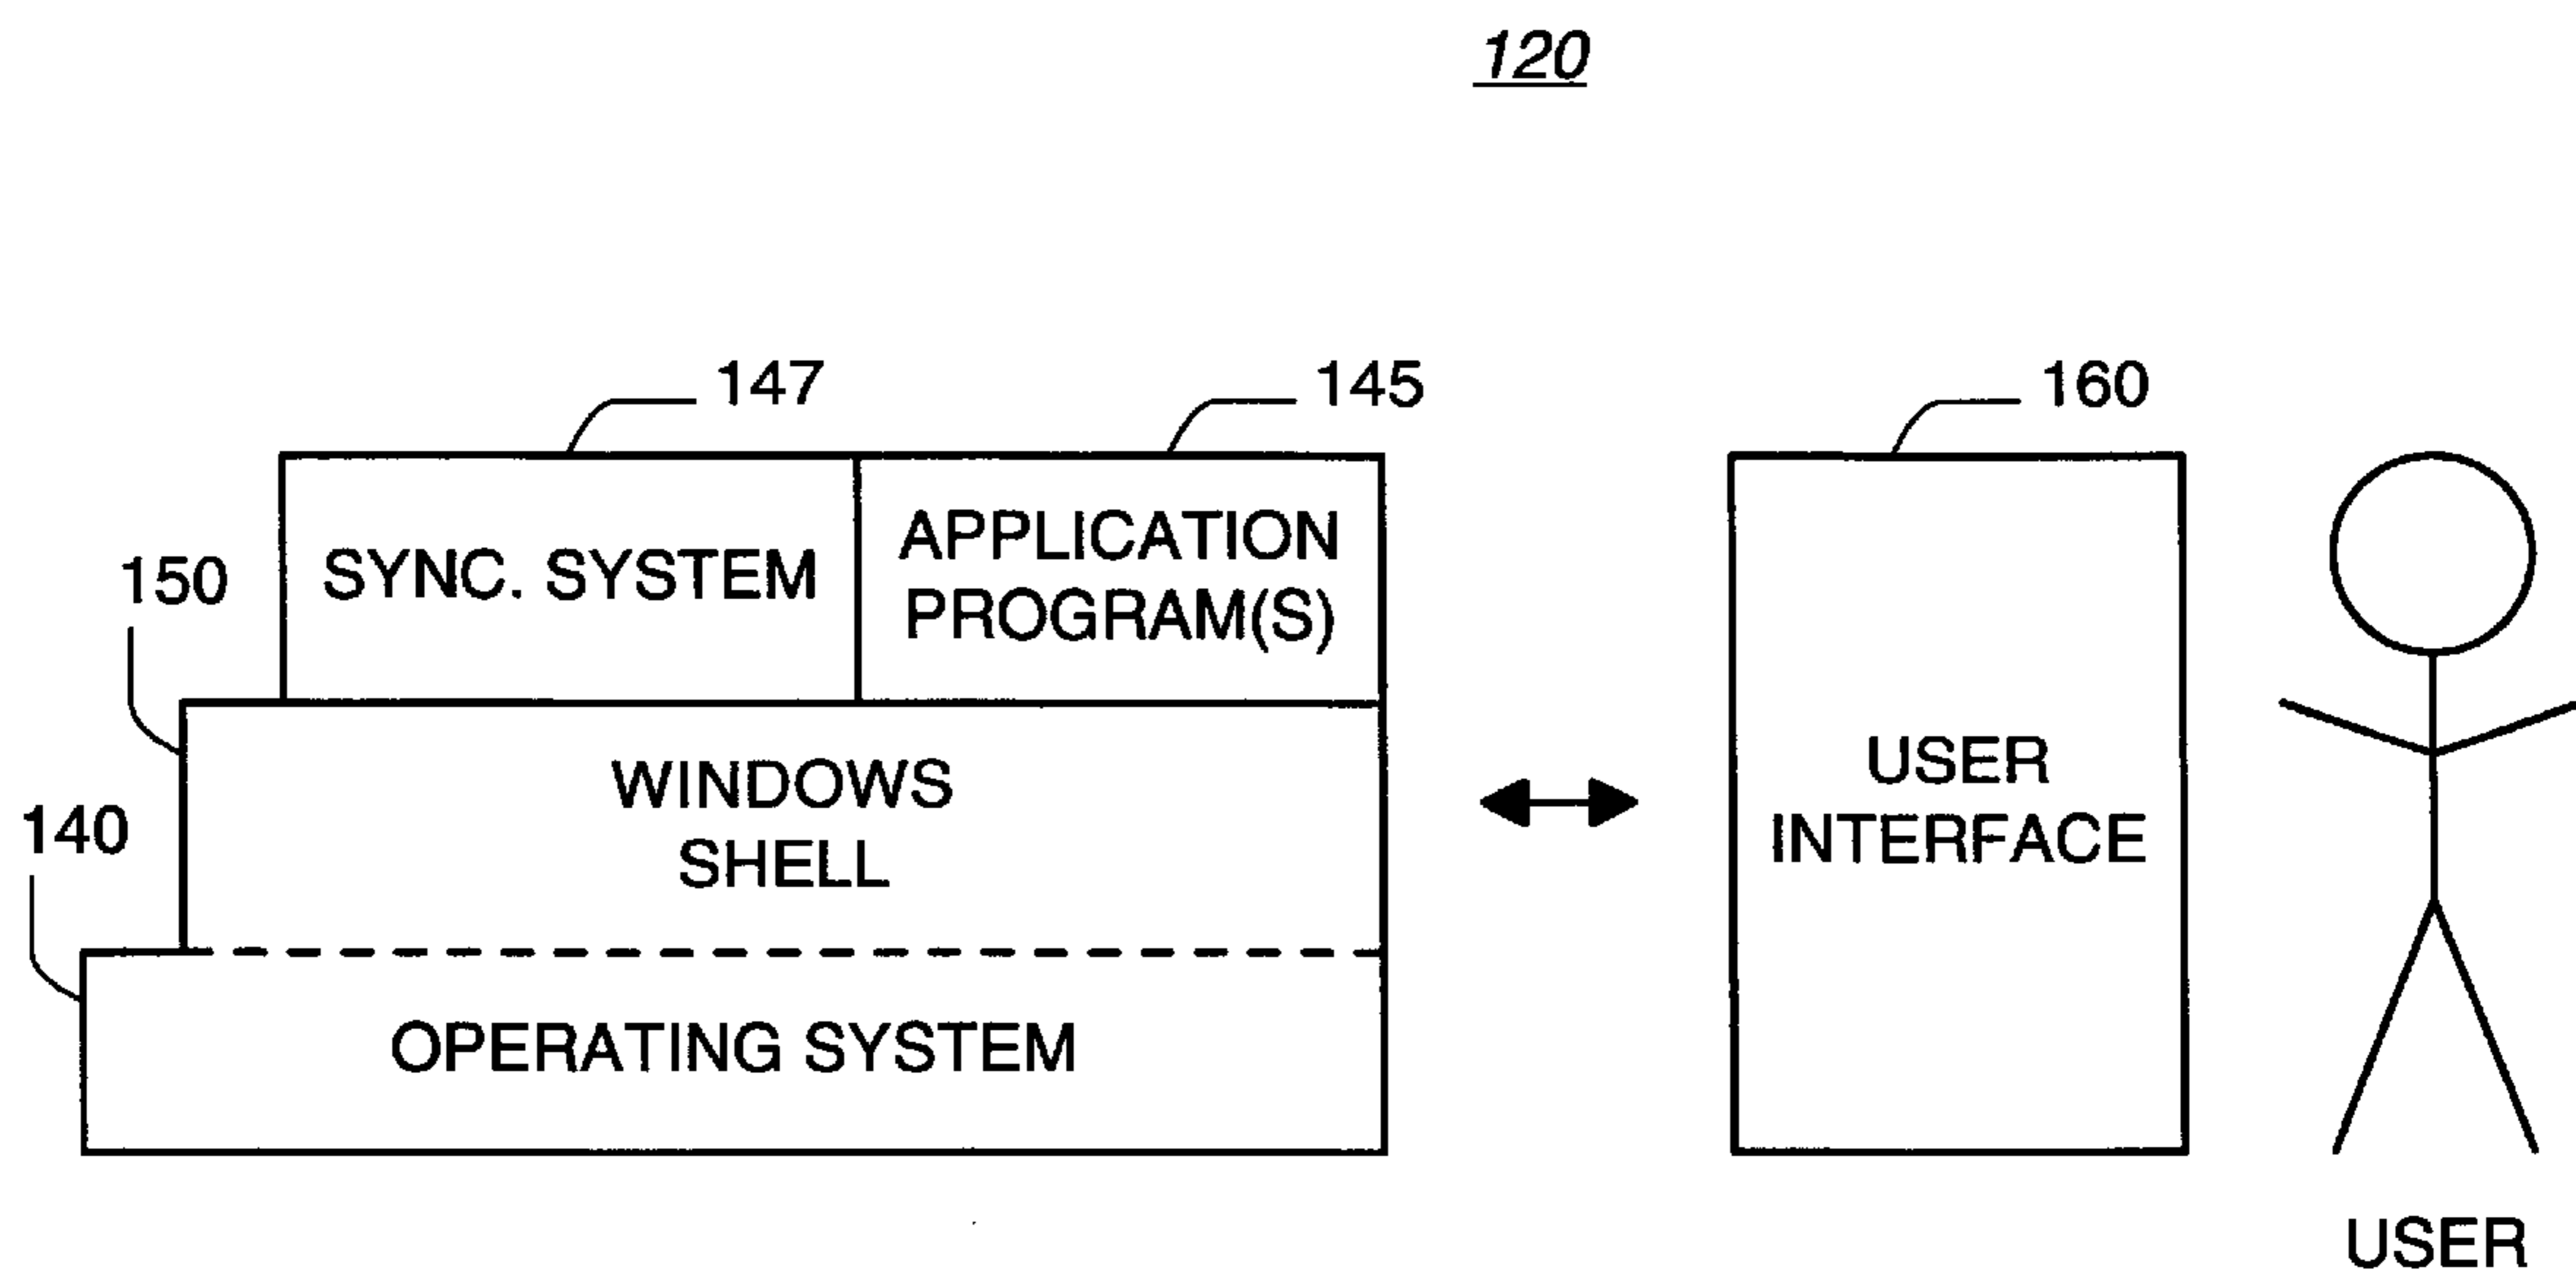 120
147
145
160
150
SYNC. SYSTEM
APPLICATION
PROGRAM(S)
WINDOWS
SHELL
140
OPERATING SYSTEM
USER
INTERFACE
USER